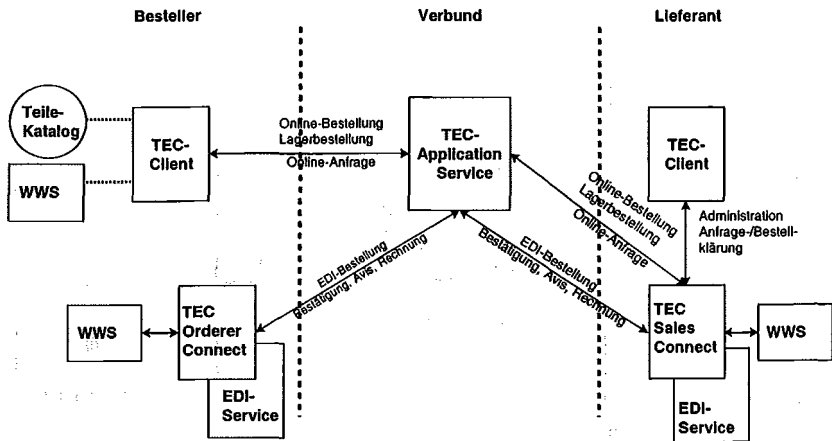 Besteller
Verbund
Lieferant
Teile-
Katalog
WWS
TEC-
Client
Online-Bestellung
Lagerbestellung
Online-Anfrage
TEC-
Application
Service
TEC-
Client
Online-Bestellung
Lagerbestellung
Online-Anfrage
Administration
Anfrage-/Bestell-
klärung
EDI-Bestellung
Bestätigung, Avis, Rechnung
EDI-Bestellung
Bestätigung, Avis, Rechnung
WWS
TEC
Orderer
Connect
EDI-
Service
TEC
Sales
Connect
WWS
EDI-
Service